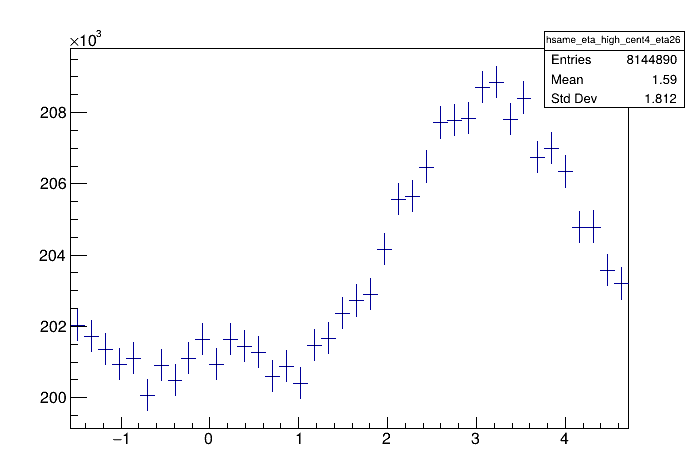 ×10³
hsame_eta_high_cent4_eta26
Entries 8144890
Mean 1.59
Std Dev 1.812
208
206
204
202
200
−1 0 1 2 3 4